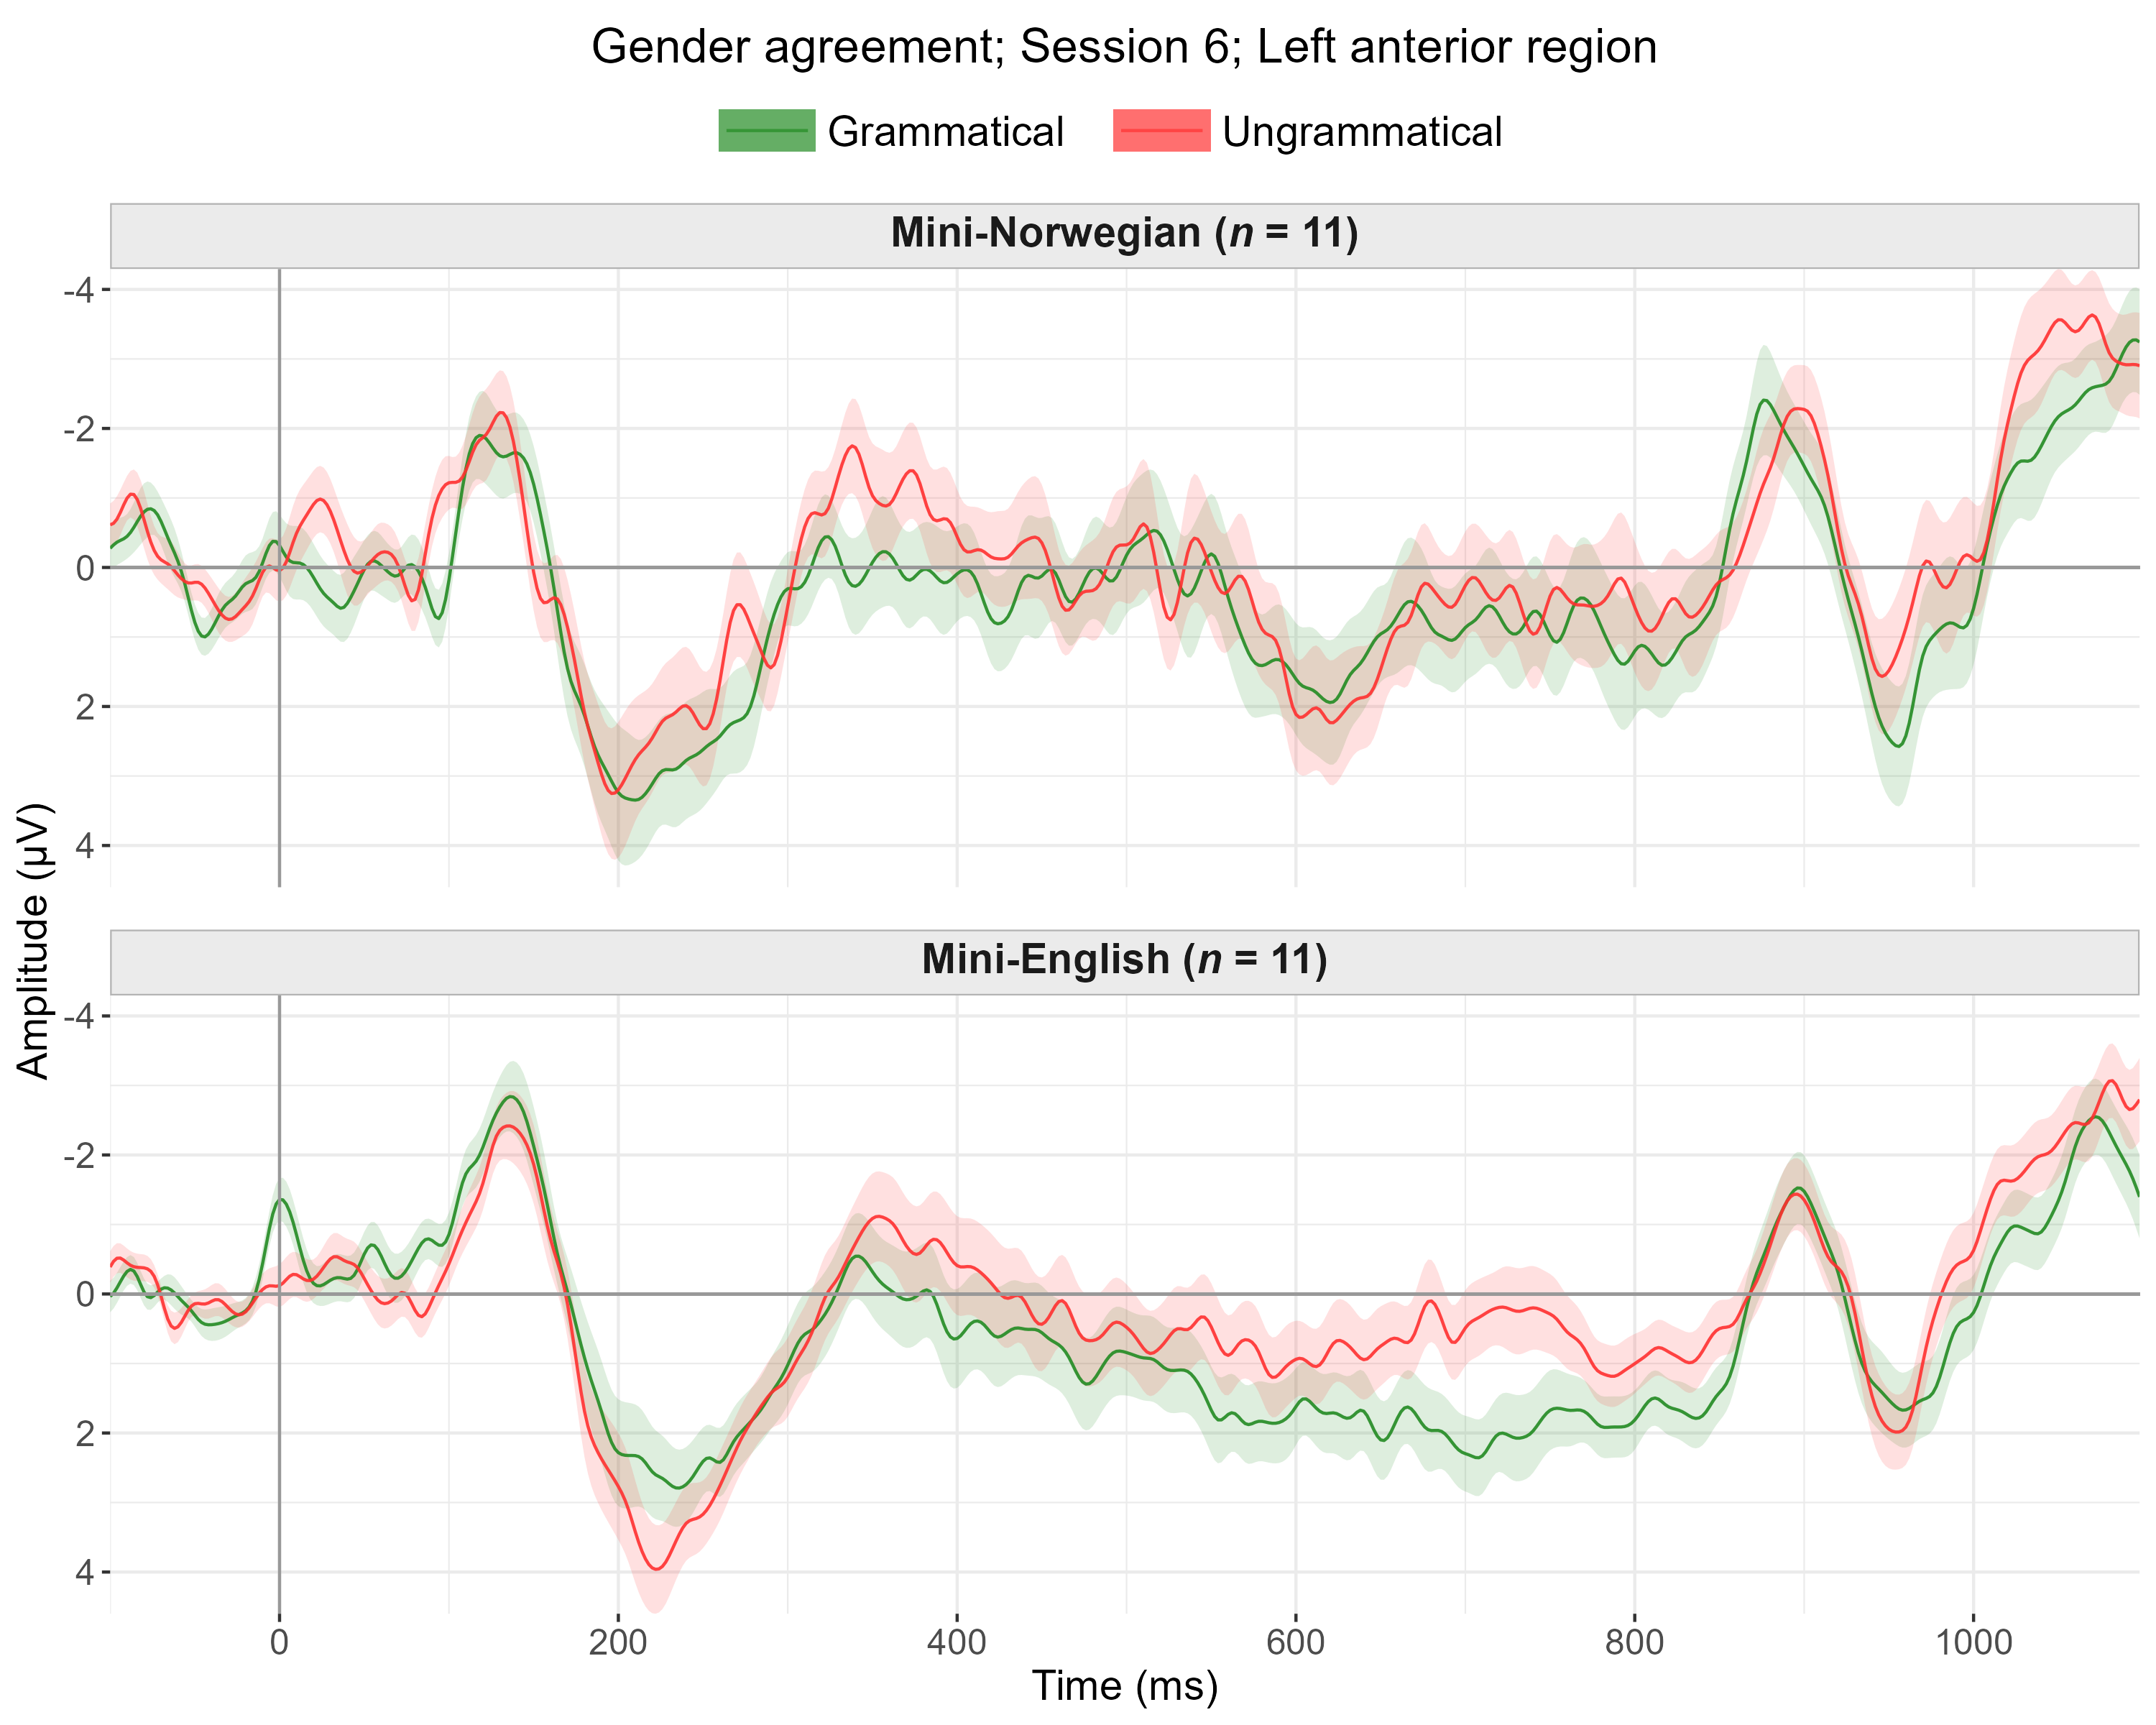 Gender agreement; Session 6; Left anterior region
Grammatical Ungrammatical
Mini-Norwegian (n = 11)
-4
-2
0
2
4
Amplitude (µV)
Mini-English (n = 11)
-4
-2
0
2
4
0 200 400 600 800 1000
Time (ms)